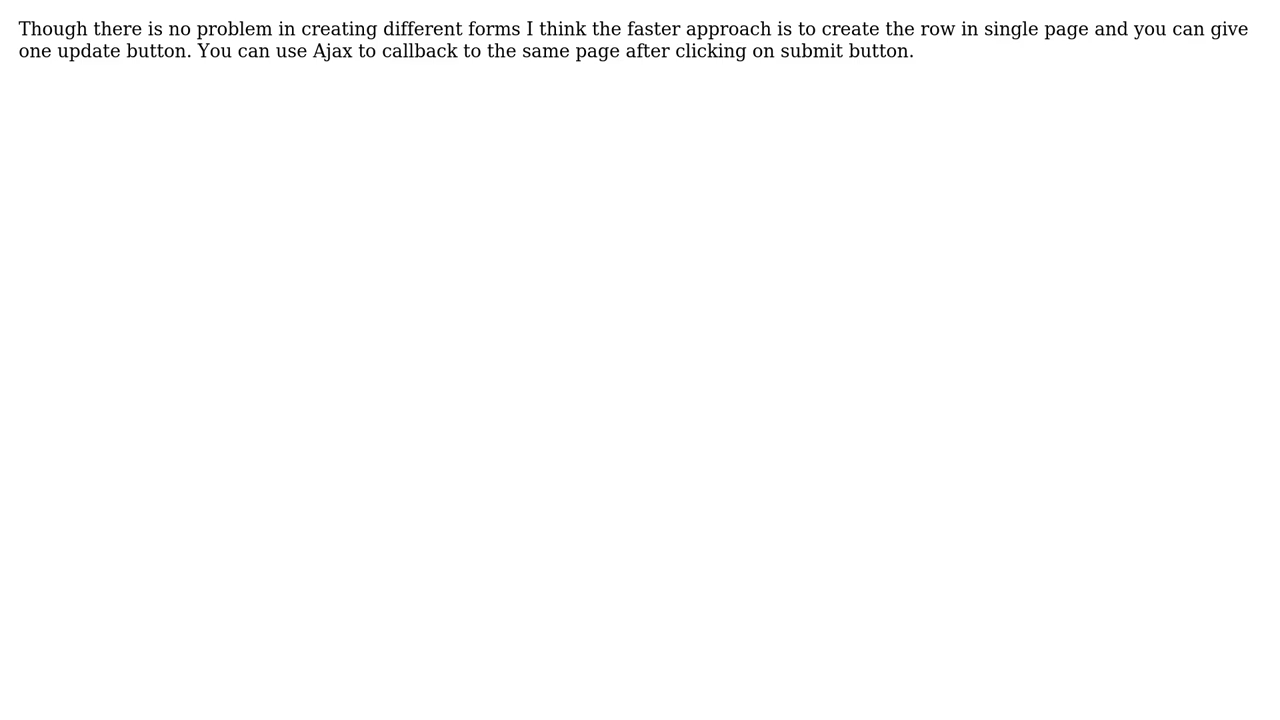 Though there is no problem in creating different forms I think the faster approach is to create the row in single page and you can give
one update button. You can use Ajax to callback to the same page after clicking on submit button.